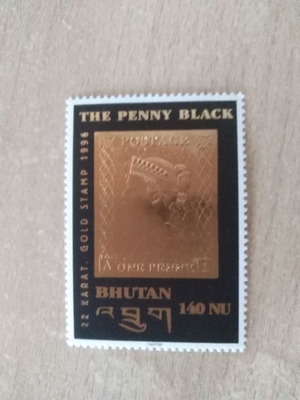 THE PENNY BLACK
22 KARAT. GOLD STAMP 1996
POSTAGE
A ONE PENNY
BHUTAN
140 NU
འབྲུག